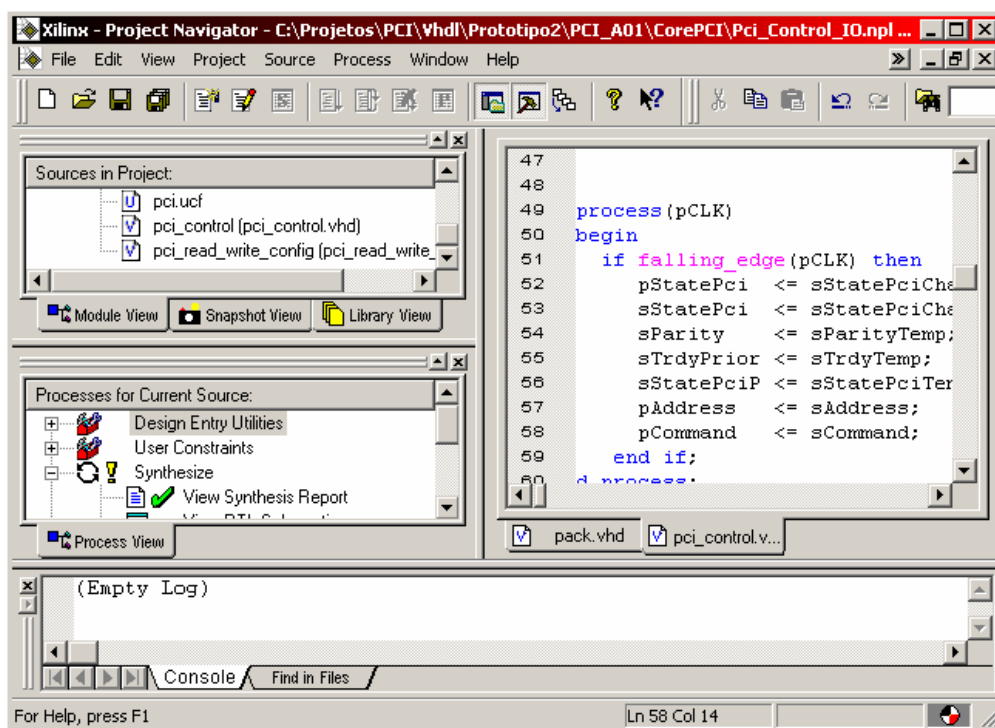 Xilinx - Project Navigator - C:\Projetos\PCI\Vhdl\Prototipo2\PCI_A01\CorePCI\Pci_Control_IO.npl ...
File Edit View Project Source Process Window Help
Sources in Project:
pci.ucf
pci_control (pci_control.vhd)
pci_read_write_config (pci_read_write_
Module View Snapshot View Library View
Processes for Current Source:
Design Entry Utilities
User Constraints
Synthesize
View Synthesis Report
Process View
47
48
49 process(pCLK)
50 begin
51 if falling_edge(pCLK) then
52 pStatePci <= sStatePciCha
53 sStatePci <= sStatePciCha
54 sParity <= sParityTemp;
55 sTrdyPrior <= sTrdyTemp;
56 sStatePciP <= sStatePciTer
57 pAddress <= sAddress;
58 pCommand <= sCommand;
59 end if;
60 d process;
pack.vhd pci_control.v...
(Empty Log)
Console Find in Files
For Help, press F1 Ln 58 Col 14